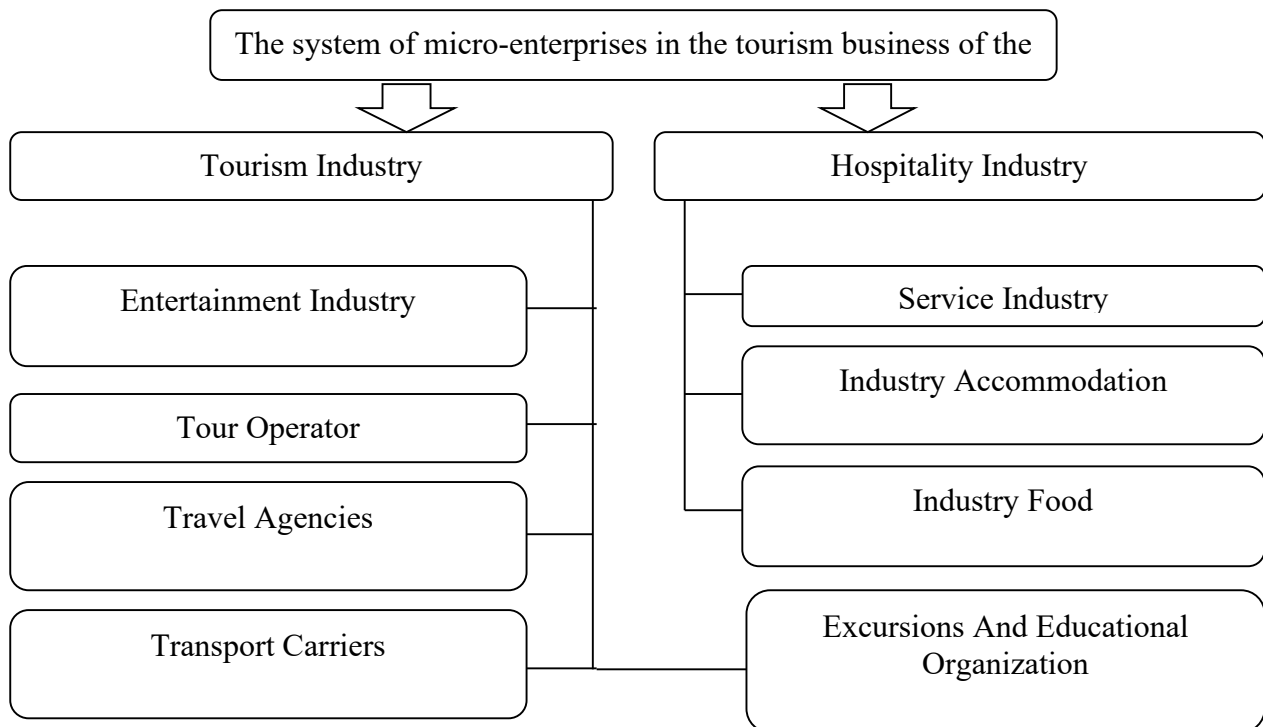 The system of micro-enterprises in the tourism business of the
Tourism Industry
Hospitality Industry
Entertainment Industry
Service Industry
Tour Operator
Industry Accommodation
Travel Agencies
Industry Food
Transport Carriers
Excursions And Educational
Organization